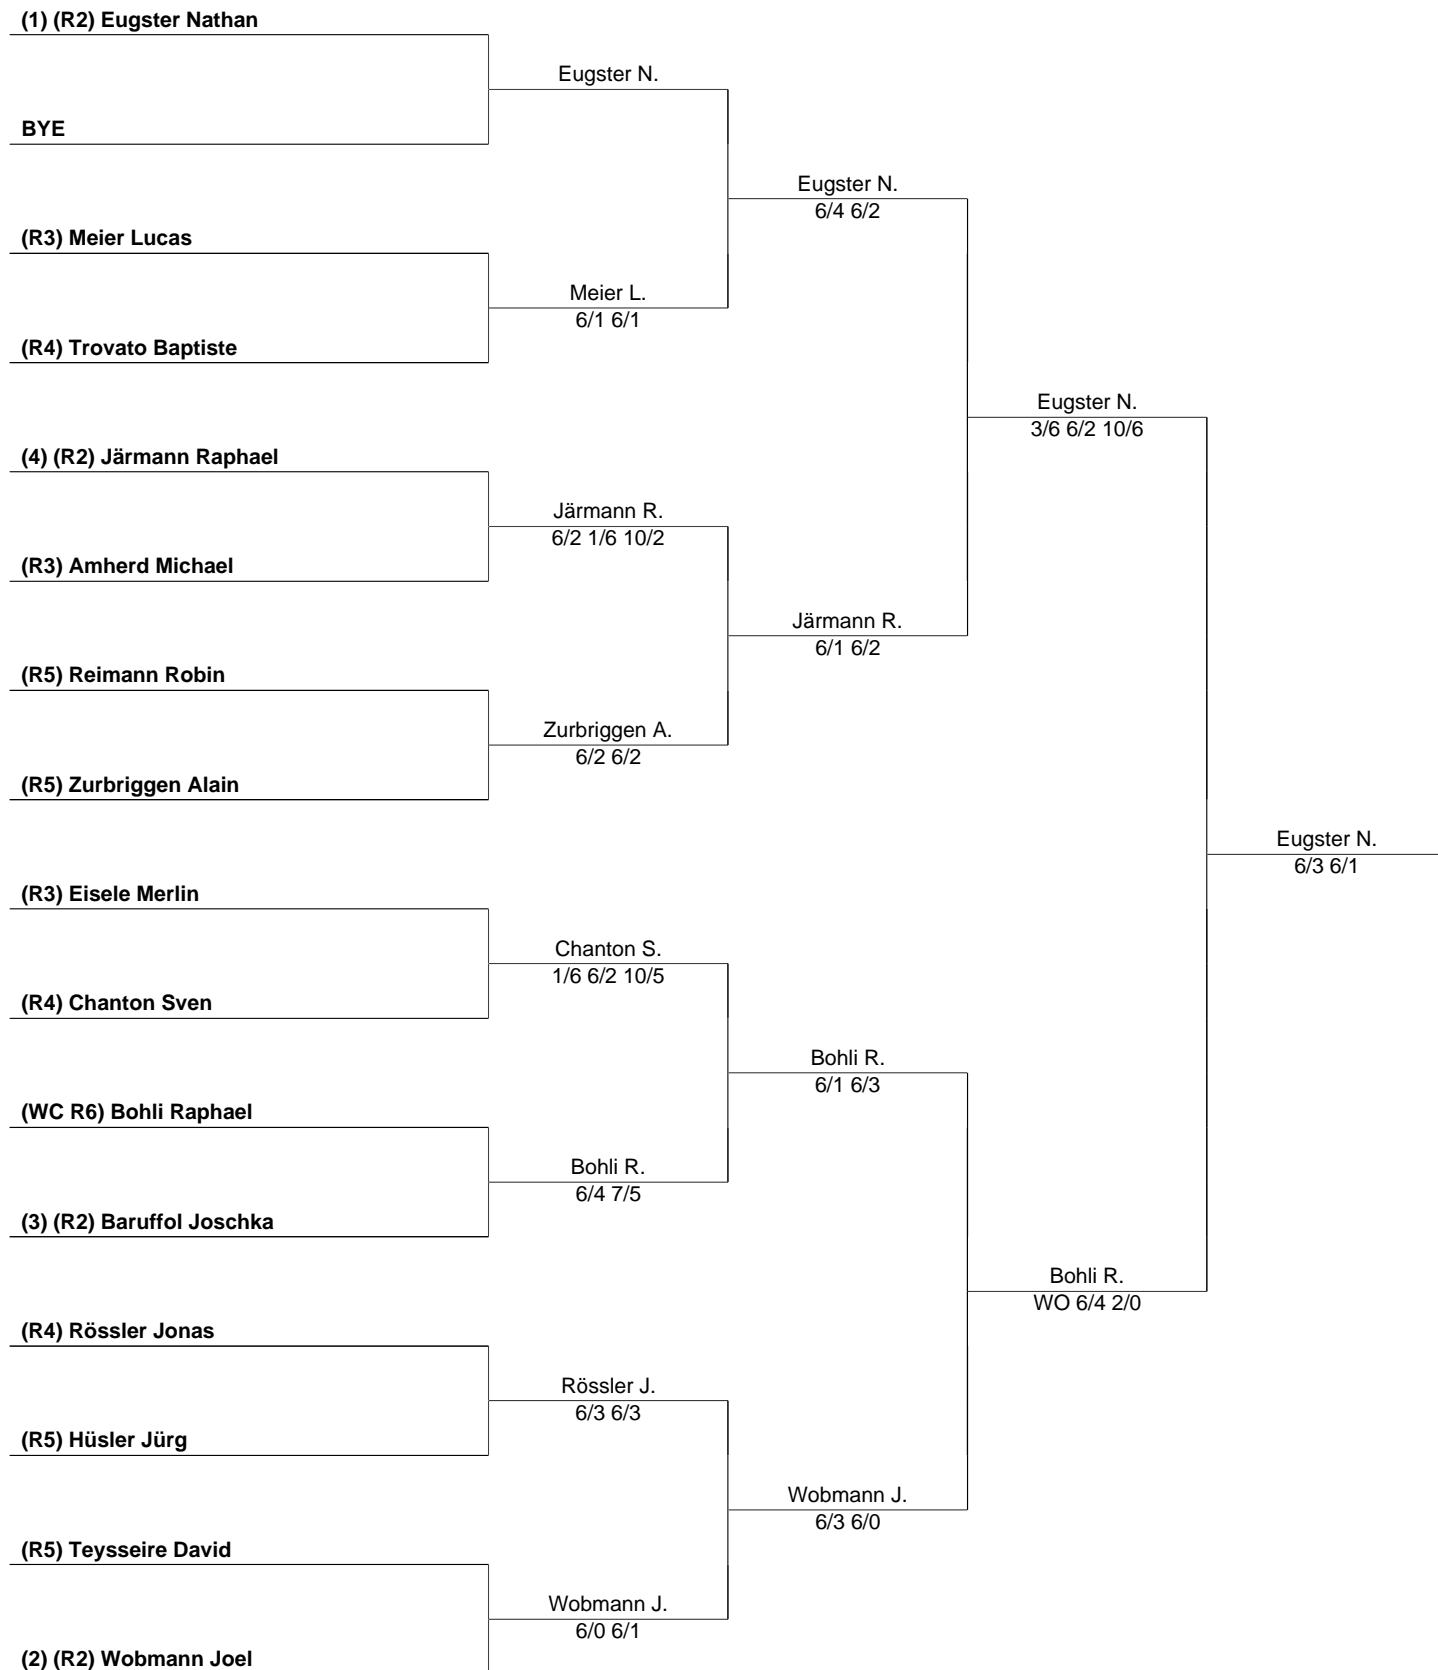 (1) (R2) Eugster Nathan
Eugster N.
BYE
Eugster N.
6/4 6/2
(R3) Meier Lucas
Meier L.
6/1 6/1
(R4) Trovato Baptiste
Eugster N.
3/6 6/2 10/6
(4) (R2) Järmann Raphael
Järmann R.
6/2 1/6 10/2
(R3) Amherd Michael
Järmann R.
6/1 6/2
(R5) Reimann Robin
Zurbriggen A.
6/2 6/2
(R5) Zurbriggen Alain
Eugster N.
6/3 6/1
(R3) Eisele Merlin
Chanton S.
1/6 6/2 10/5
(R4) Chanton Sven
Bohli R.
6/1 6/3
(WC R6) Bohli Raphael
Bohli R.
6/4 7/5
(3) (R2) Baruffol Joschka
Bohli R.
WO 6/4 2/0
(R4) Rössler Jonas
Rössler J.
6/3 6/3
(R5) Hüsler Jürg
Wobmann J.
6/3 6/0
(R5) Teysseire David
Wobmann J.
6/0 6/1
(2) (R2) Wobmann Joel